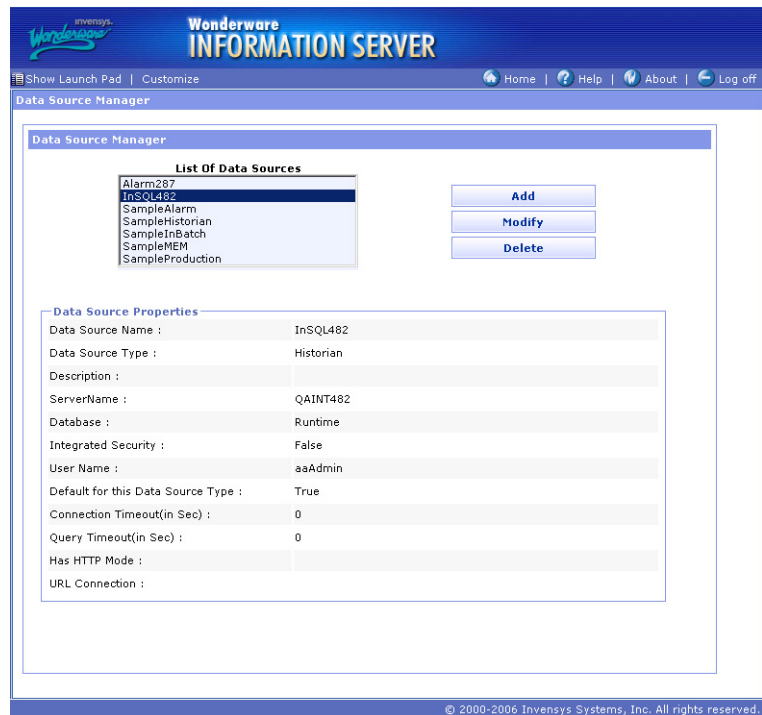 invensys.
Wonderware
Wonderware
INFORMATION SERVER
Show Launch Pad | Customize
Home | Help | About | Log off
Data Source Manager
Data Source Manager
List Of Data Sources
Alarm287
InSQL482
SampleAlarm
SampleHistorian
SampleInBatch
SampleMEM
SampleProduction
Add
Modify
Delete
Data Source Properties
Data Source Name : InSQL482
Data Source Type : Historian
Description :
ServerName : QAINT482
Database : Runtime
Integrated Security : False
User Name : aaAdmin
Default for this Data Source Type : True
Connection Timeout(in Sec) : 0
Query Timeout(in Sec) : 0
Has HTTP Mode :
URL Connection :
© 2000-2006 Invensys Systems, Inc. All rights reserved.